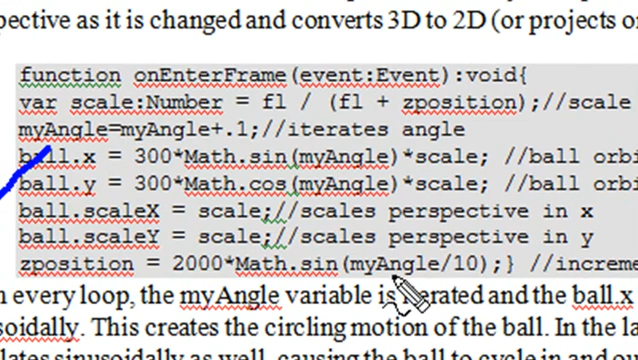 pective as it is changed and converts 3D to 2D (or projects
function onEnterFrame(event:Event):void{
var scale:Number = fl / (fl + zposition);//scale
myAngle=myAngle+.1;//iterates angle
ball.x = 300*Math.sin(myAngle)*scale; //ball orbi
ball.y = 300*Math.cos(myAngle)*scale; //ball orbi
ball.scaleX = scale;//scales perspective in x
ball.scaleY = scale;//scales perspective in y
zposition = 2000*Math.sin(myAngle/10);} //increme
n every loop, the myAngle variable is and the ball.x
soidally. This creates the circling motion of the ball. In the la
lates sinusoidally as well, causing the ball to cycle in and